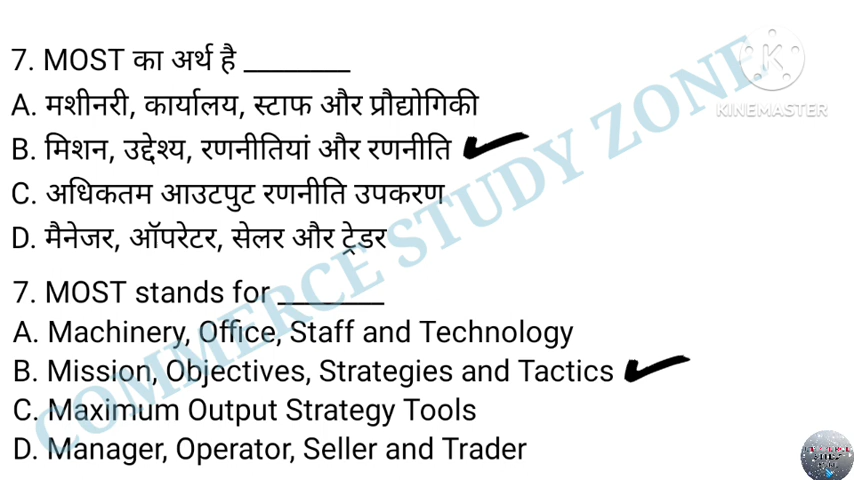 7. MOST का अर्थ है ________
A. मशीनरी, कार्यालय, स्टाफ और प्रौद्योगिकी
B. मिशन, उद्देश्य, रणनीतियां और रणनीति
C. अधिकतम आउटपुट रणनीति उपकरण
D. मैनेजर, ऑपरेटर, सेलर और ट्रेडर
7. MOST stands for ________
A. Machinery, Office, Staff and Technology
B. Mission, Objectives, Strategies and Tactics
C. Maximum Output Strategy Tools
D. Manager, Operator, Seller and Trader
COMMERCE STUDY ZONE
K
KINEMASTER